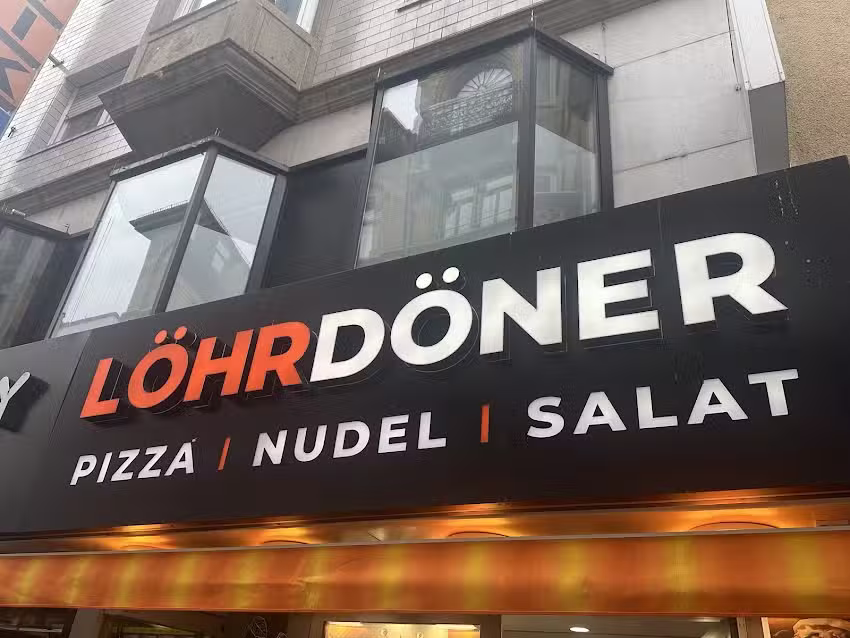 LÖHRDÖNER
PIZZA | NUDEL | SALAT